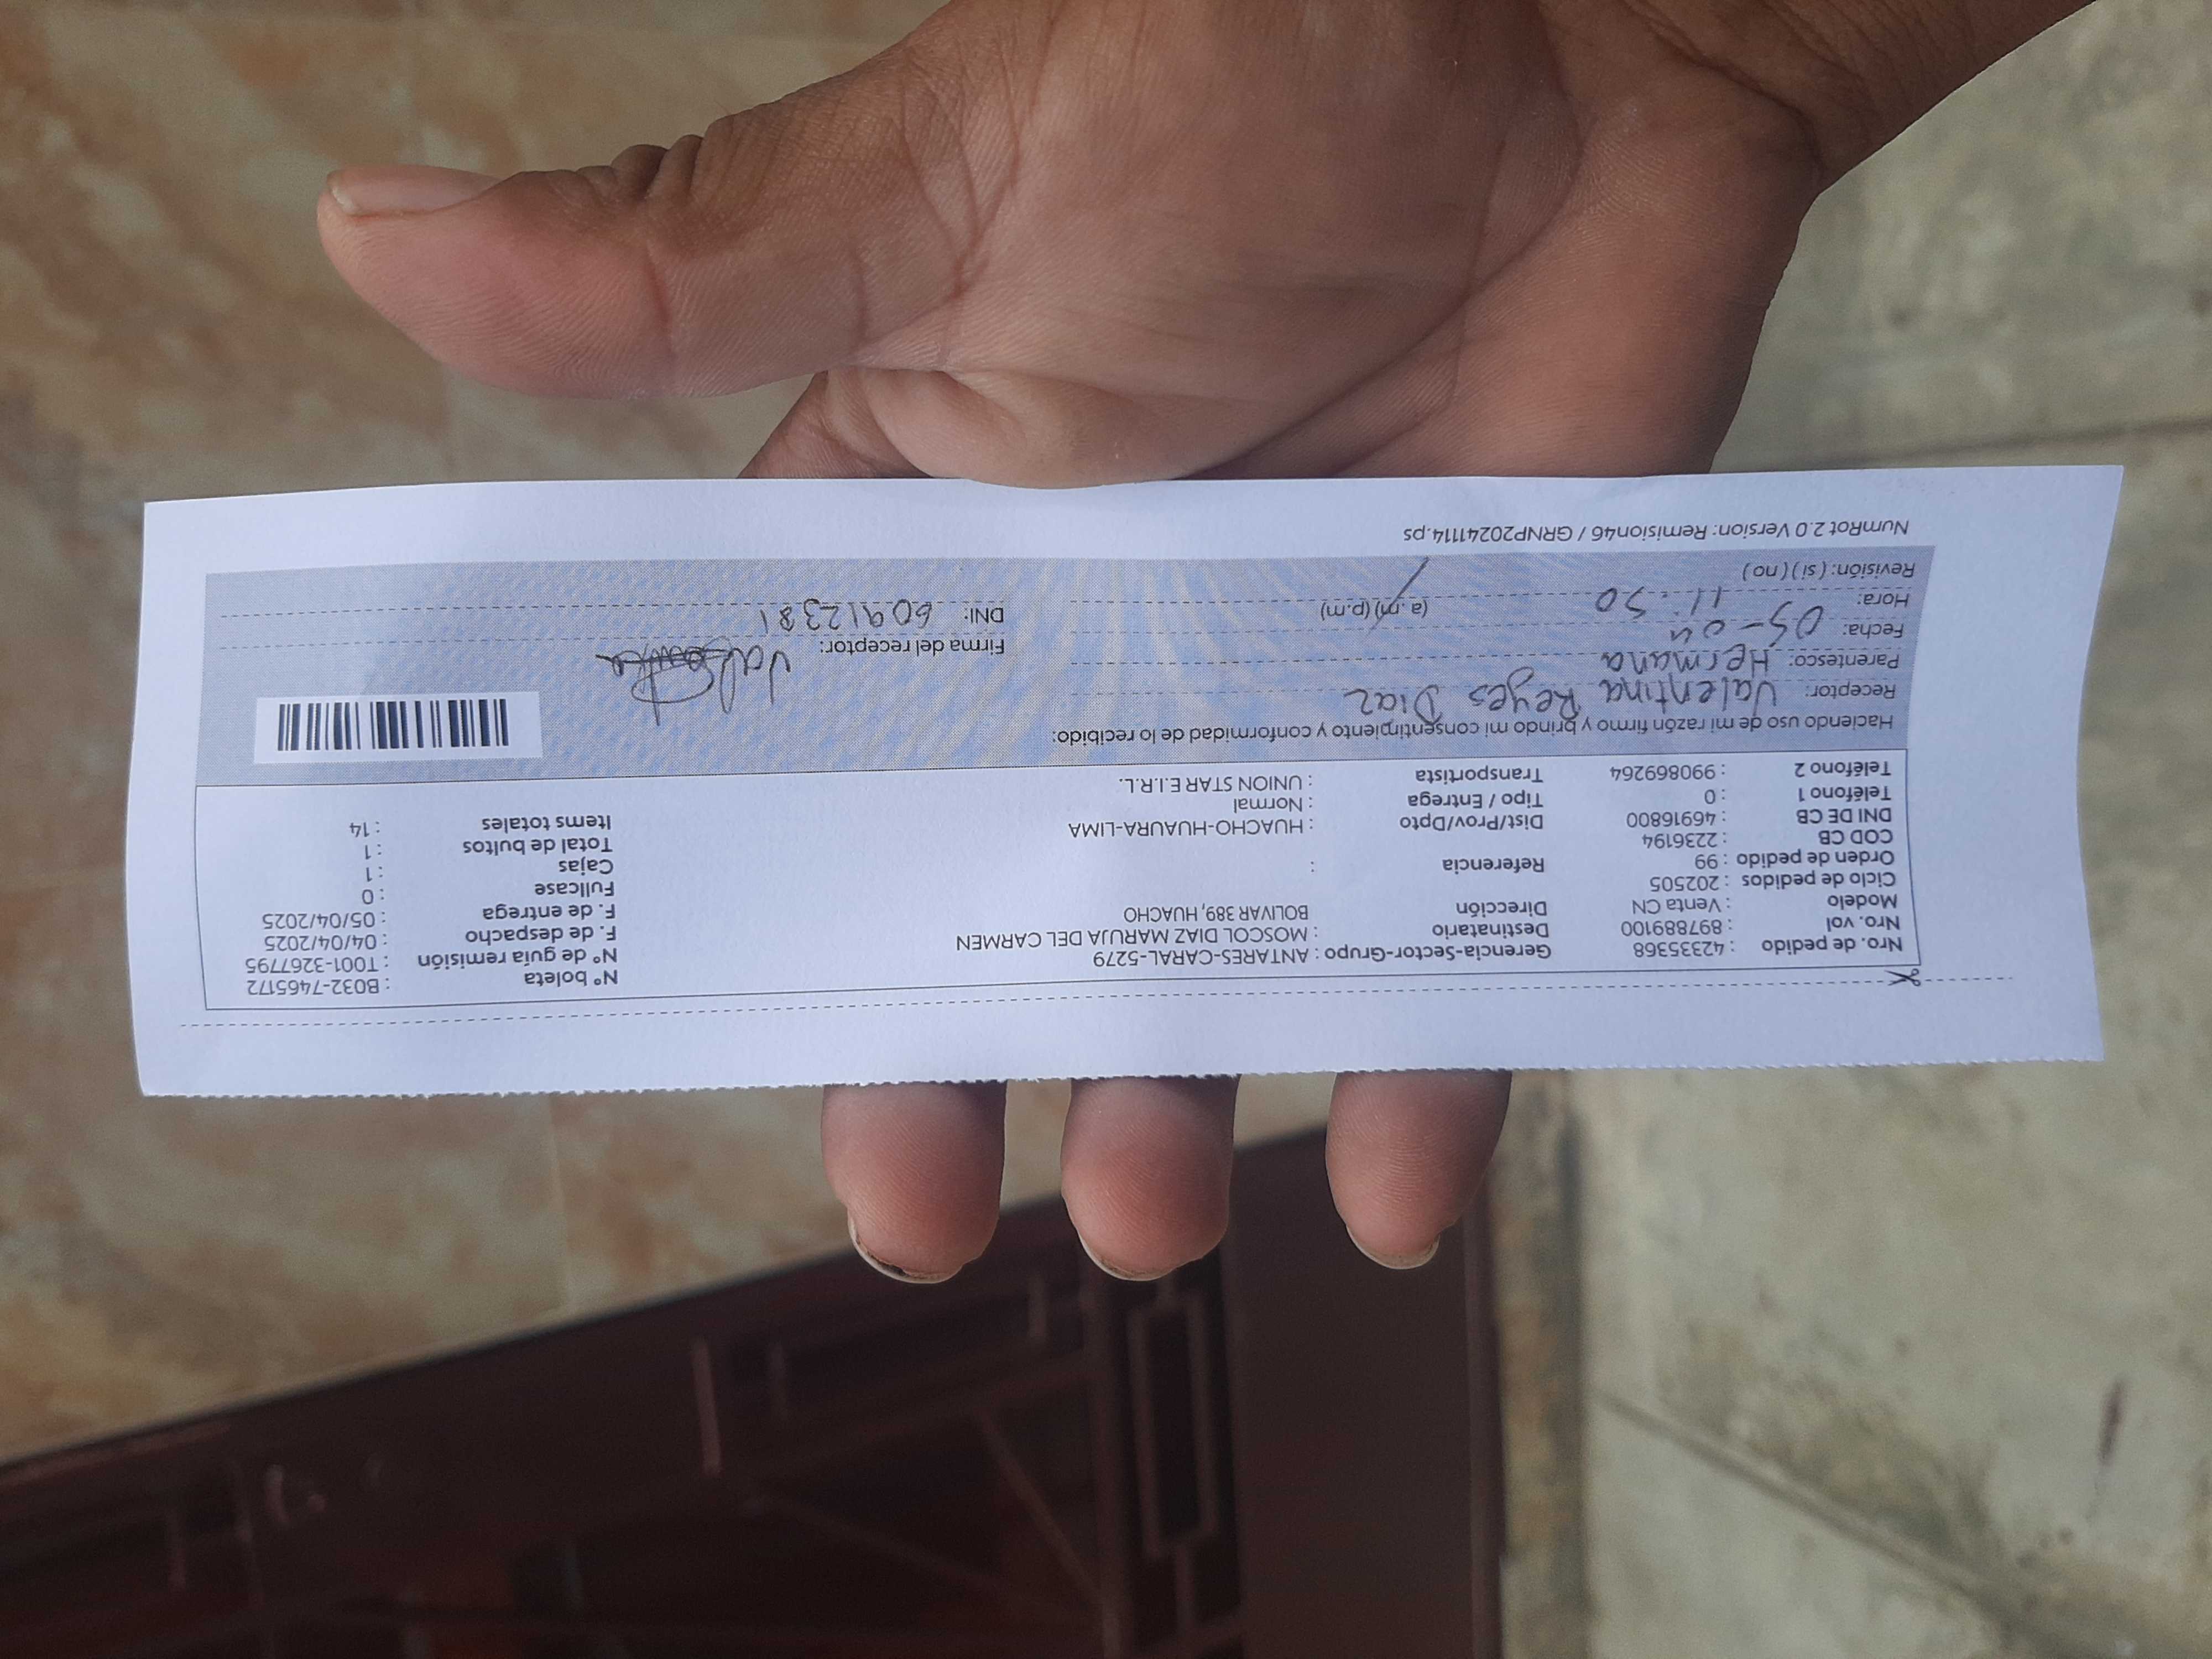 Nro. de pedido : 42335368 Gerencia-Sector-Grupo : ANTARES-CARAL-5279 N° boleta : B032-7465172
Nro. vol : 897889100 Destinatario : MOSCOL DIAZ MARUJA DEL CARMEN N° de guía remisión : T001-3267795
Modelo : Venta CN Dirección BOLIVAR 389, HUACHO F. de despacho : 04/04/2025
Ciclo de pedidos : 202505 F. de entrega : 05/04/2025
Orden de pedido : 99 Referencia : Fullcase : 0
COD CB : 2236194 Cajas : 1
DNI DE CB : 46916800 Dist/Prov/Dpto : HUACHO-HUAURA-LIMA Total de bultos : 1
Teléfono 1 : 0 Tipo / Entrega : Normal Items totales : 14
Teléfono 2 : 990869264 Transportista : UNION STAR E.I.R.L.
Haciendo uso de mi razón firmo y brindo mi consentimiento y conformidad de lo recibido:
Receptor: Valentina Reyes Diaz
Parentesco: Hermana Firma del receptor:
Fecha: 05-04 DNI: 60912381
Hora: 11:50 (a.m) (p.m)
Revisión: ( si ) ( no )
NumRot 2.0 Version: Remision46 / GRNP20241114.ps